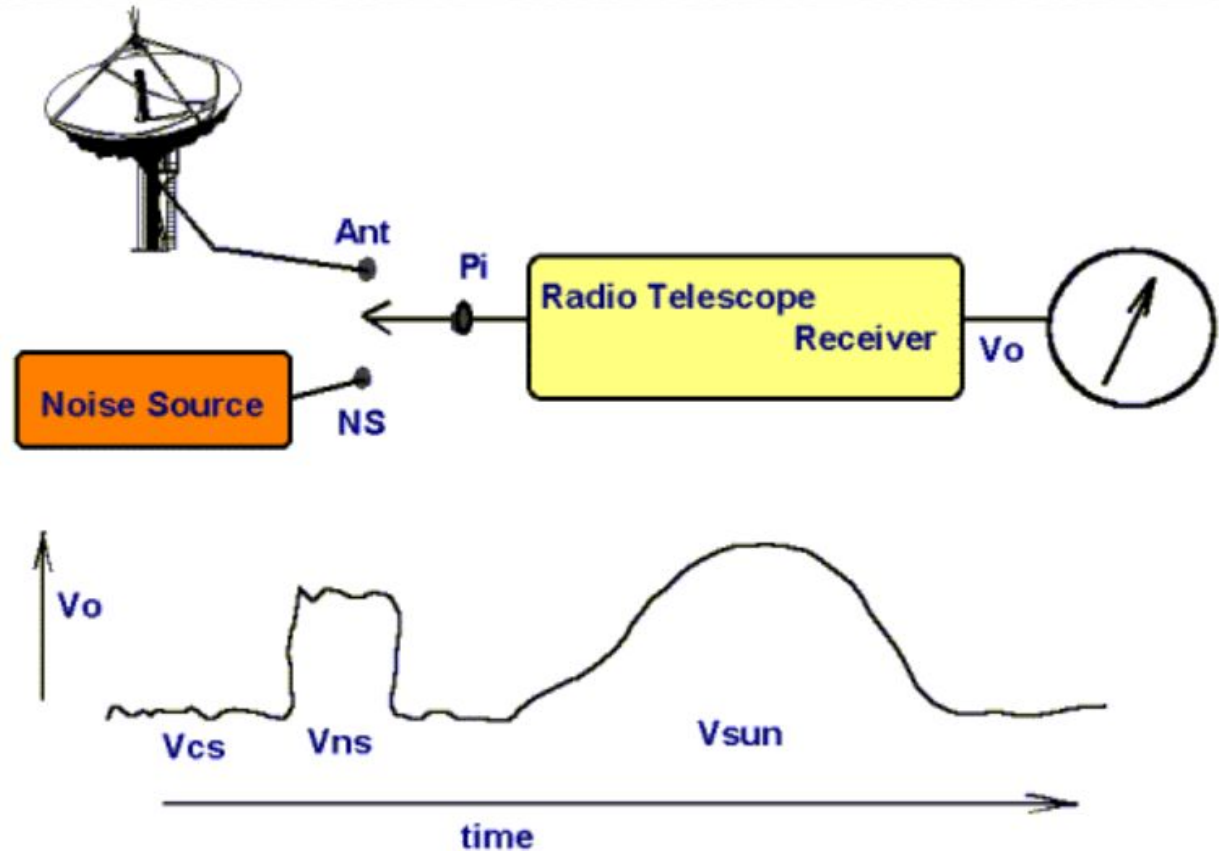 Ant
Pi
Radio Telescope
Receiver
Vo
Noise Source
NS
Vo
Vcs
Vns
Vsun
time